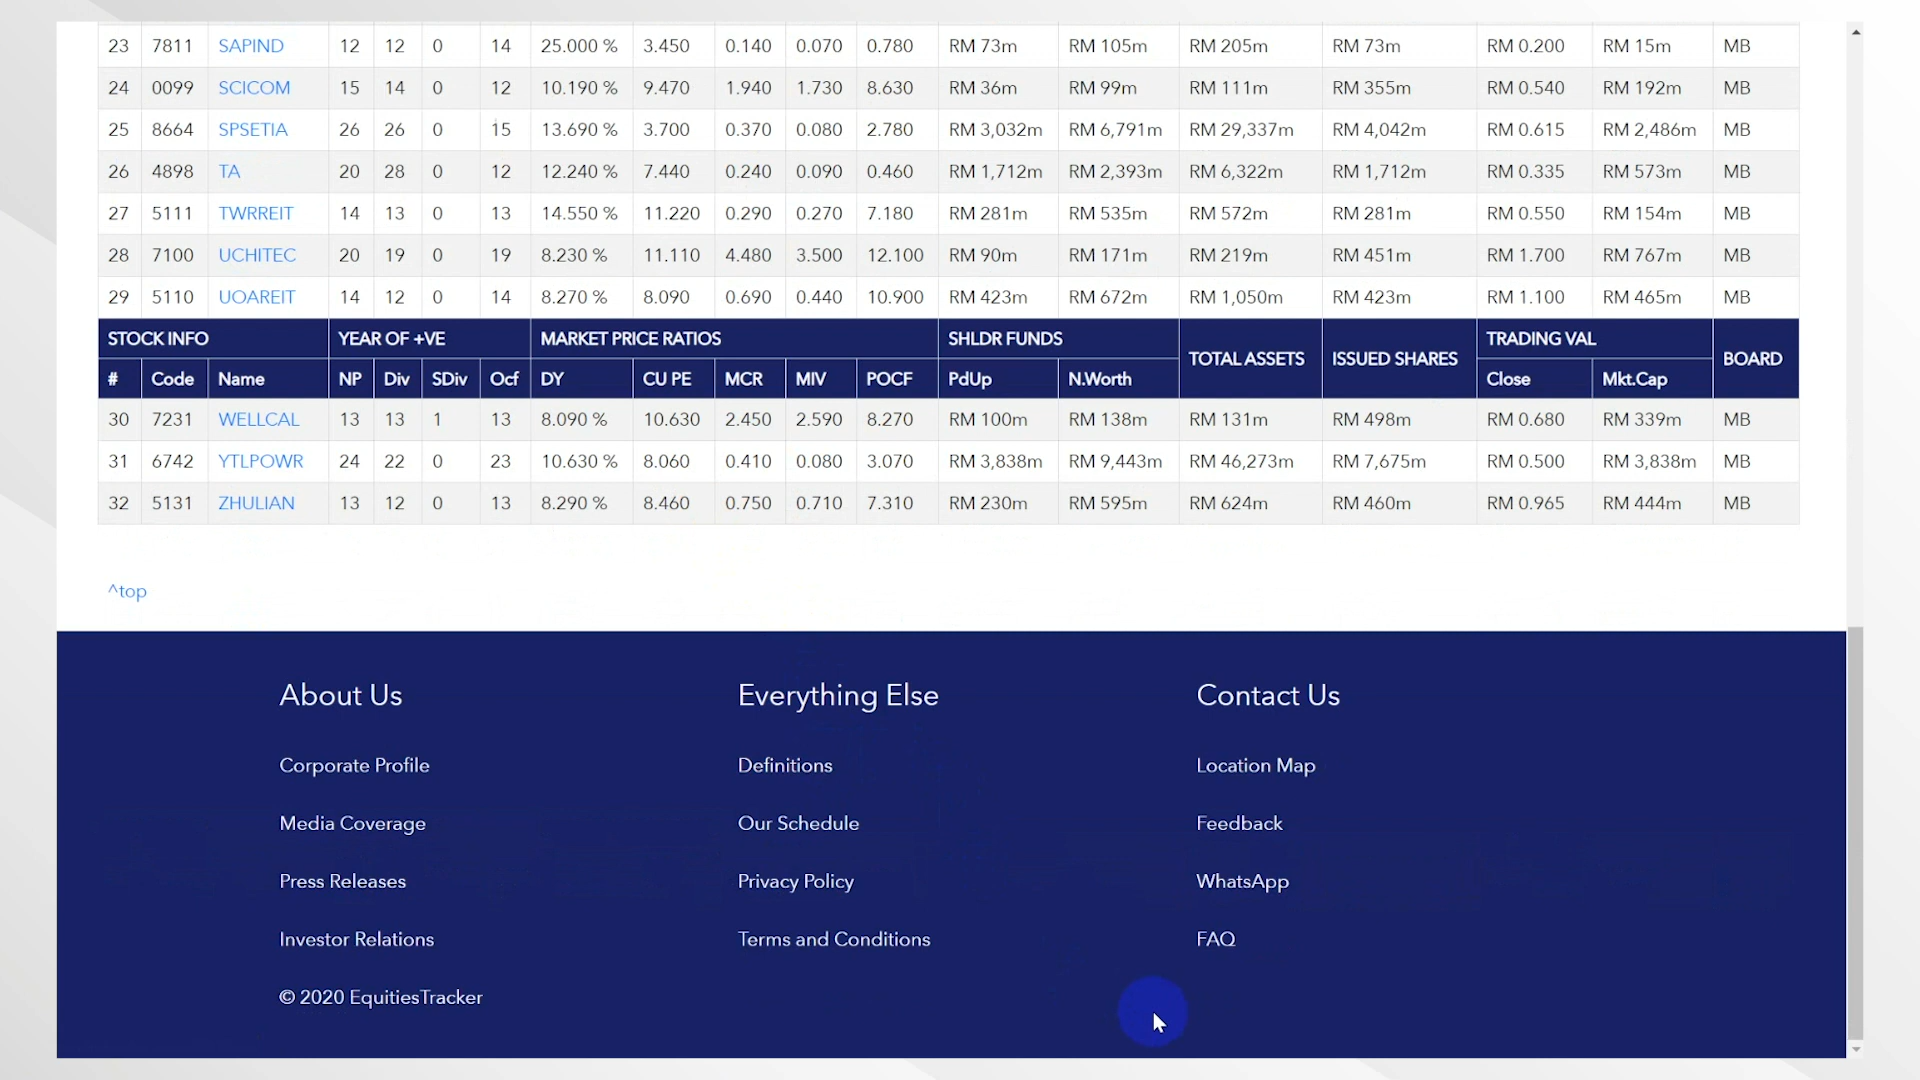 23 7811 SAPIND 12 12 0 14 25.000 % 3.450 0.140 0.070 0.780 RM 73m RM 105m RM 205m RM 73m RM 0.200 RM 15m MB
24 0099 SCICOM 15 14 0 12 10.190 % 9.470 1.940 1.730 8.630 RM 36m RM 99m RM 111m RM 355m RM 0.540 RM 192m MB
25 8664 SPSETIA 26 26 0 15 13.690 % 3.700 0.370 0.080 2.780 RM 3,032m RM 6,791m RM 29,337m RM 4,042m RM 0.615 RM 2,486m MB
26 4898 TA 20 28 0 12 12.240 % 7.440 0.240 0.090 0.460 RM 1,712m RM 2,393m RM 6,322m RM 1,712m RM 0.335 RM 573m MB
27 5111 TWRREIT 14 13 0 13 14.550 % 11.220 0.290 0.270 7.180 RM 281m RM 535m RM 572m RM 281m RM 0.550 RM 154m MB
28 7100 UCHITEC 20 19 0 19 8.230 % 11.110 4.480 3.500 12.100 RM 90m RM 171m RM 219m RM 451m RM 1.700 RM 767m MB
29 5110 UOAREIT 14 12 0 14 8.270 % 8.090 0.690 0.440 10.900 RM 423m RM 672m RM 1,050m RM 423m RM 1.100 RM 465m MB
STOCK INFO YEAR OF +VE MARKET PRICE RATIOS SHLDR FUNDS TOTAL ASSETS ISSUED SHARES TRADING VAL BOARD
# Code Name NP Div SDiv Ocf DY CU PE MCR MIV POCF PdUp N.Worth Close Mkt.Cap
30 7231 WELLCAL 13 13 1 13 8.090 % 10.630 2.450 2.590 8.270 RM 100m RM 138m RM 131m RM 498m RM 0.680 RM 339m MB
31 6742 YTLPOWR 24 22 0 23 10.630 % 8.060 0.410 0.080 3.070 RM 3,838m RM 9,443m RM 46,273m RM 7,675m RM 0.500 RM 3,838m MB
32 5131 ZHULIAN 13 12 0 13 8.290 % 8.460 0.750 0.710 7.310 RM 230m RM 595m RM 624m RM 460m RM 0.965 RM 444m MB
^top
About Us
Corporate Profile
Media Coverage
Press Releases
Investor Relations
© 2020 EquitiesTracker
Everything Else
Definitions
Our Schedule
Privacy Policy
Terms and Conditions
Contact Us
Location Map
Feedback
WhatsApp
FAQ